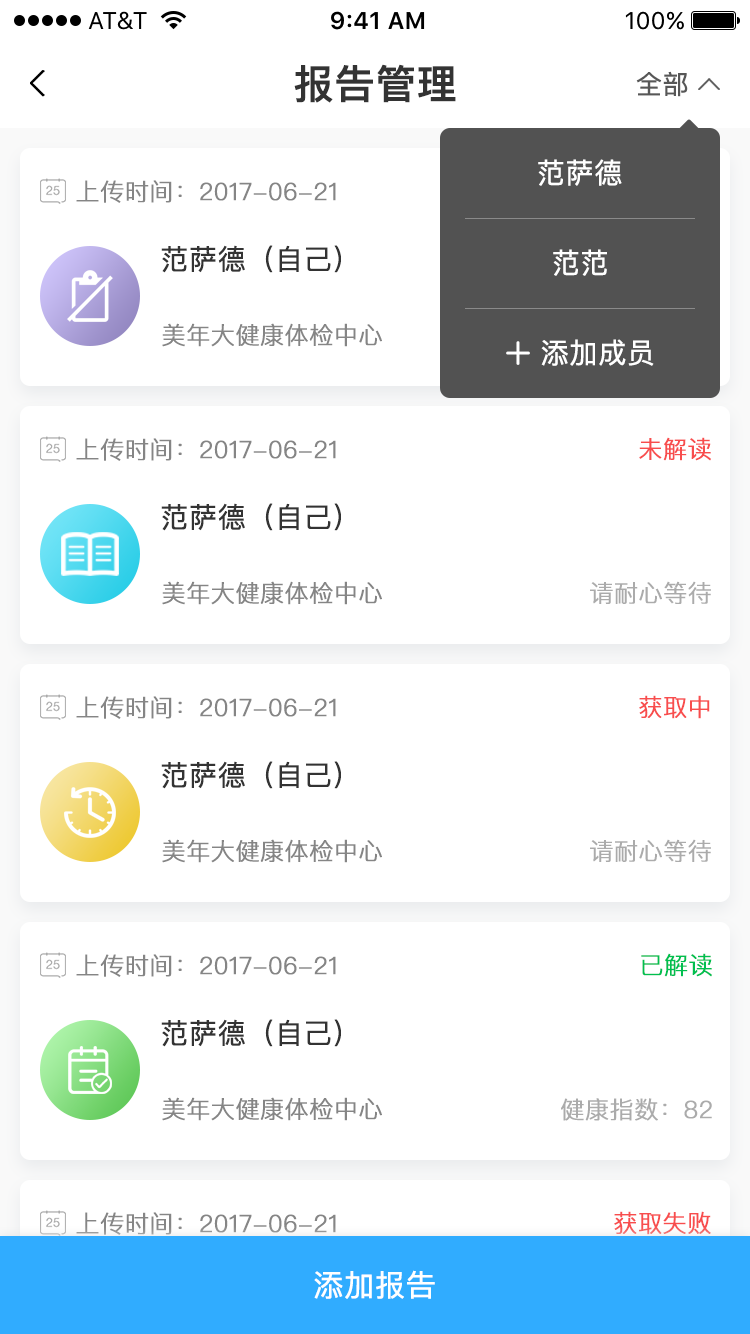 AT&T 9:41 AM 100%
报告管理 全部
范萨德
范范
添加成员
25 上传时间：2017-06-21
范萨德（自己）
美年大健康体检中心
25 上传时间：2017-06-21 未解读
范萨德（自己）
美年大健康体检中心 请耐心等待
25 上传时间：2017-06-21 获取中
范萨德（自己）
美年大健康体检中心 请耐心等待
25 上传时间：2017-06-21 已解读
范萨德（自己）
美年大健康体检中心 健康指数：82
25 上传时间：2017-06-21 获取失败
添加报告